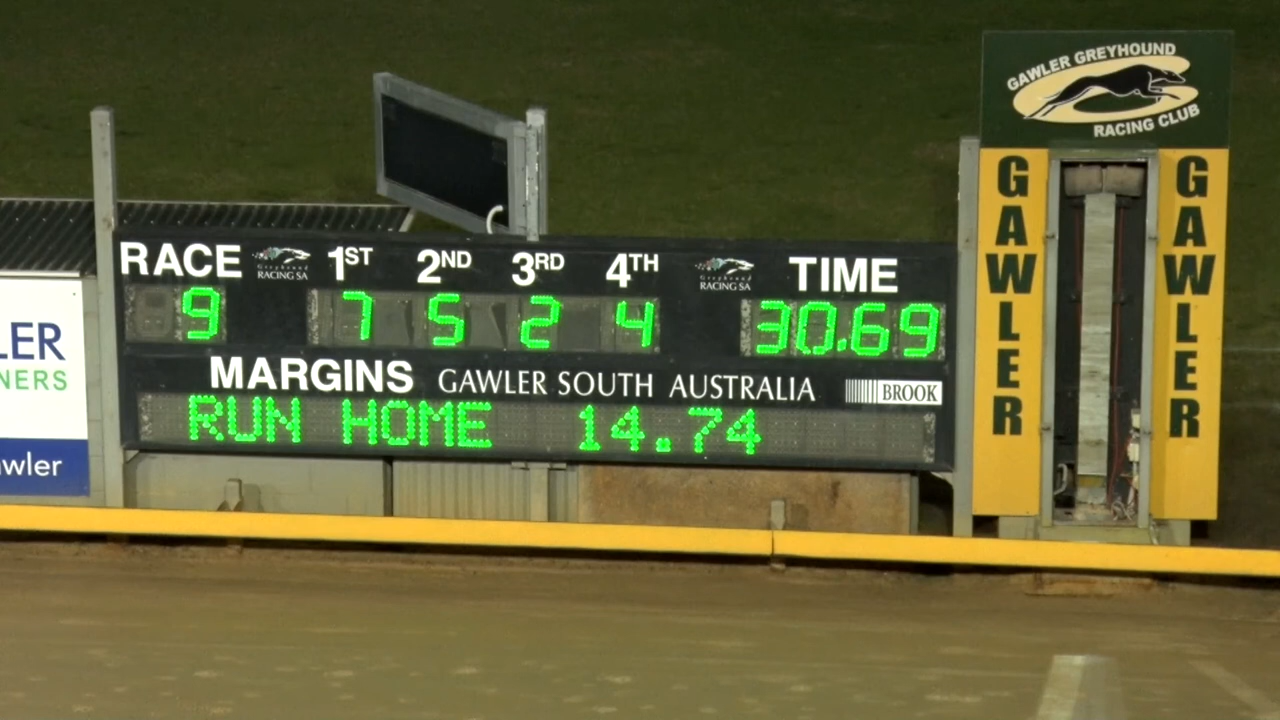 GAWLER GREYHOUND
RACING CLUB
GAWLER
GAWLER
RACE 1ST 2ND 3RD 4TH TIME
Greyhound
RACING SA
Greyhound
RACING SA
9 7 5 2 4 30.69
MARGINS GAWLER SOUTH AUSTRALIA BROOK
RUN HOME 14.74
LER
NERS
awler